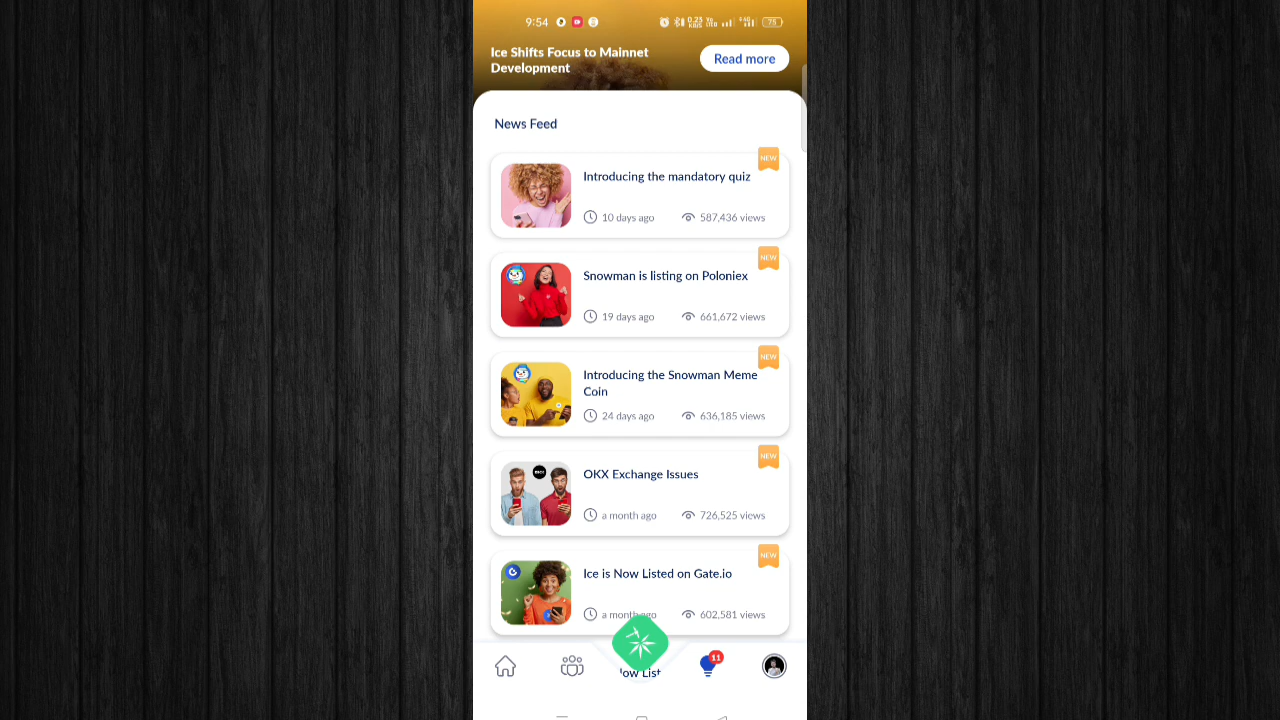 9:54
75
Ice Shifts Focus to Mainnet
Development
Read more
News Feed
NEW
Introducing the mandatory quiz
10 days ago 587,436 views
NEW
Snowman is listing on Poloniex
19 days ago 661,672 views
NEW
Introducing the Snowman Meme
Coin
24 days ago 636,185 views
NEW
OKX Exchange Issues
a month ago 726,525 views
NEW
Ice is Now Listed on Gate.io
a month ago 602,581 views
11